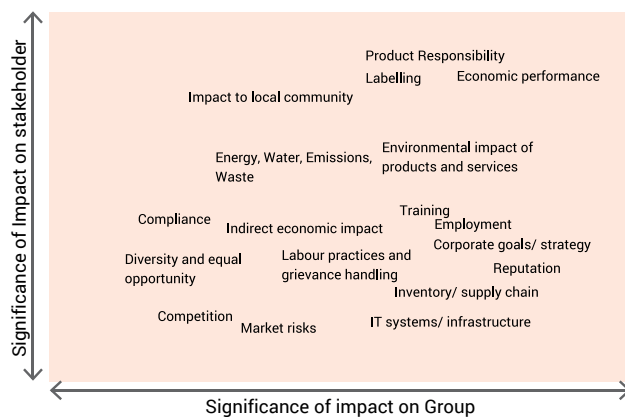 Significance of Impact on stakeholder
Product Responsibility
Labelling
Economic performance
Impact to local community
Environmental impact of
products and services
Energy, Water, Emissions,
Waste
Training
Compliance
Employment
Indirect economic impact
Corporate goals/ strategy
Labour practices and
grievance handling
Diversity and equal
opportunity
Reputation
Inventory/ supply chain
Competition
Market risks
IT systems/ infrastructure
Significance of impact on Group